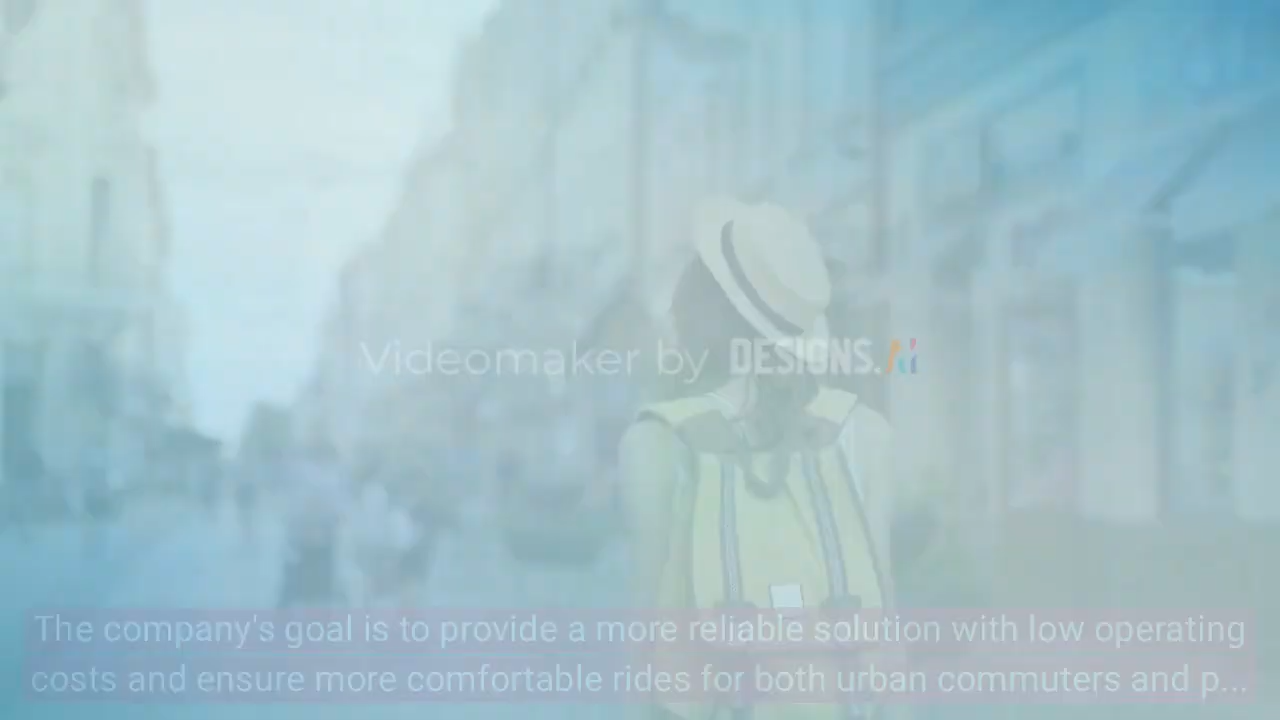 Videomaker by DESIGNS.AI
The company's goal is to provide a more reliable solution with low operating
costs and ensure more comfortable rides for both urban commuters and p...